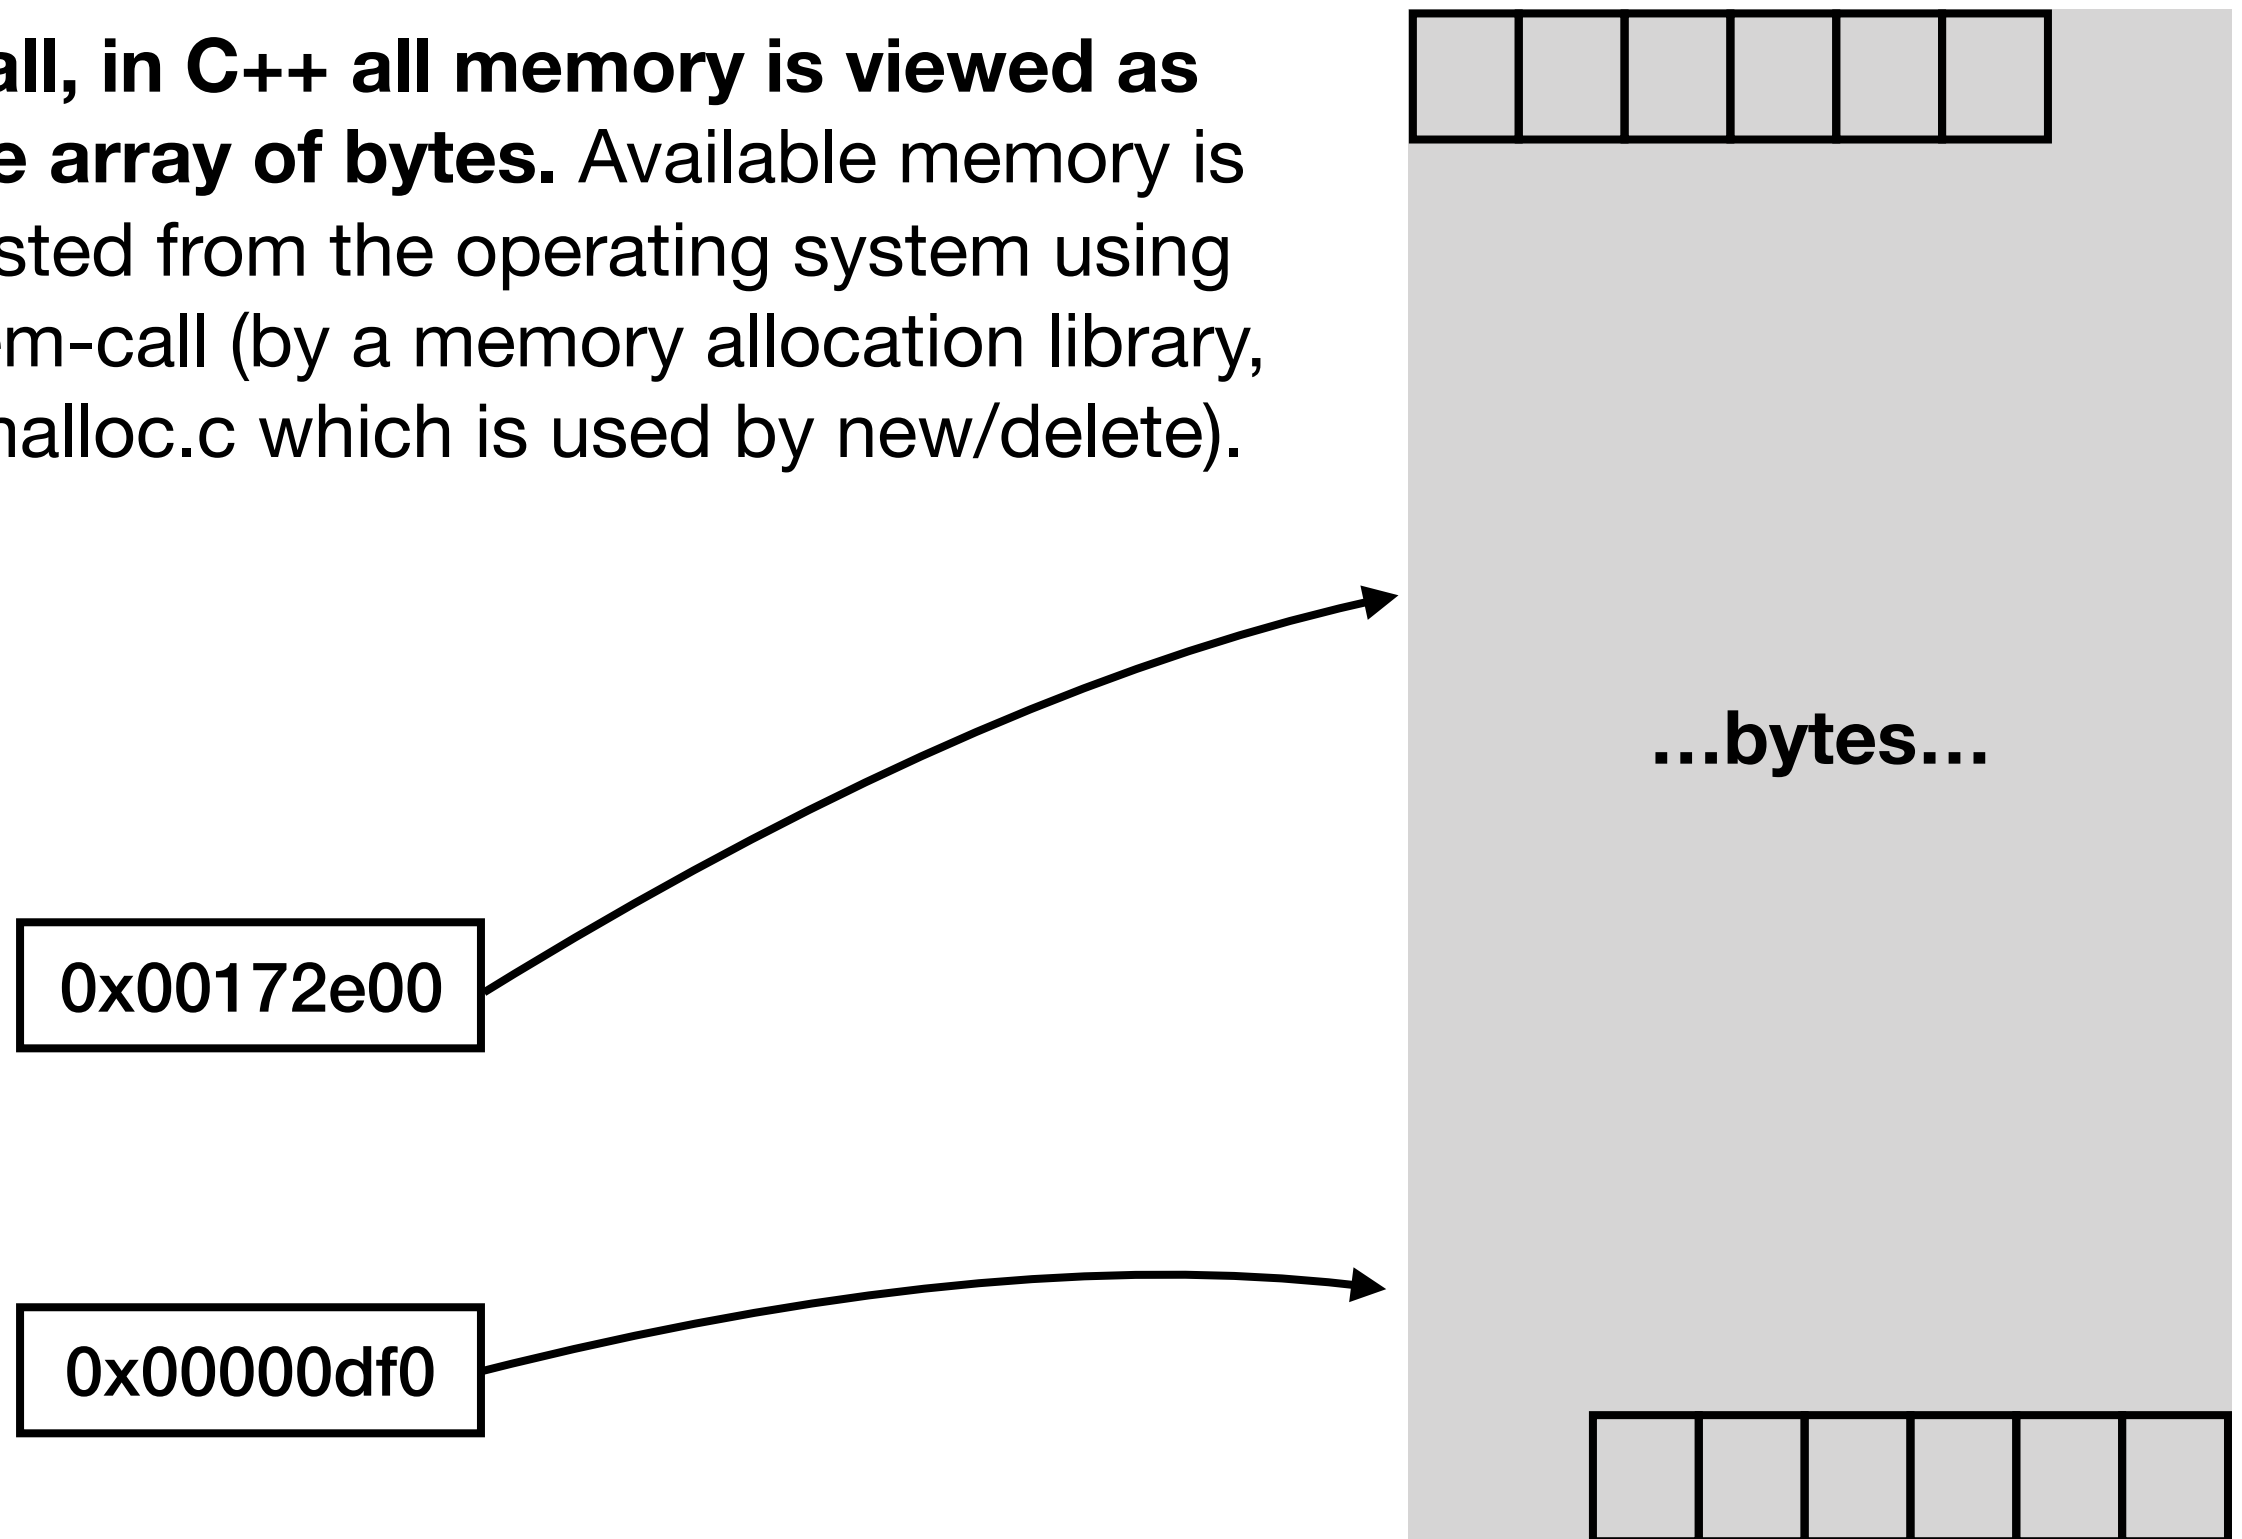 all, in C++ all memory is viewed as
e array of bytes. Available memory is
sted from the operating system using
em-call (by a memory allocation library,
malloc.c which is used by new/delete).
…bytes…
0x00172e00
0x00000df0